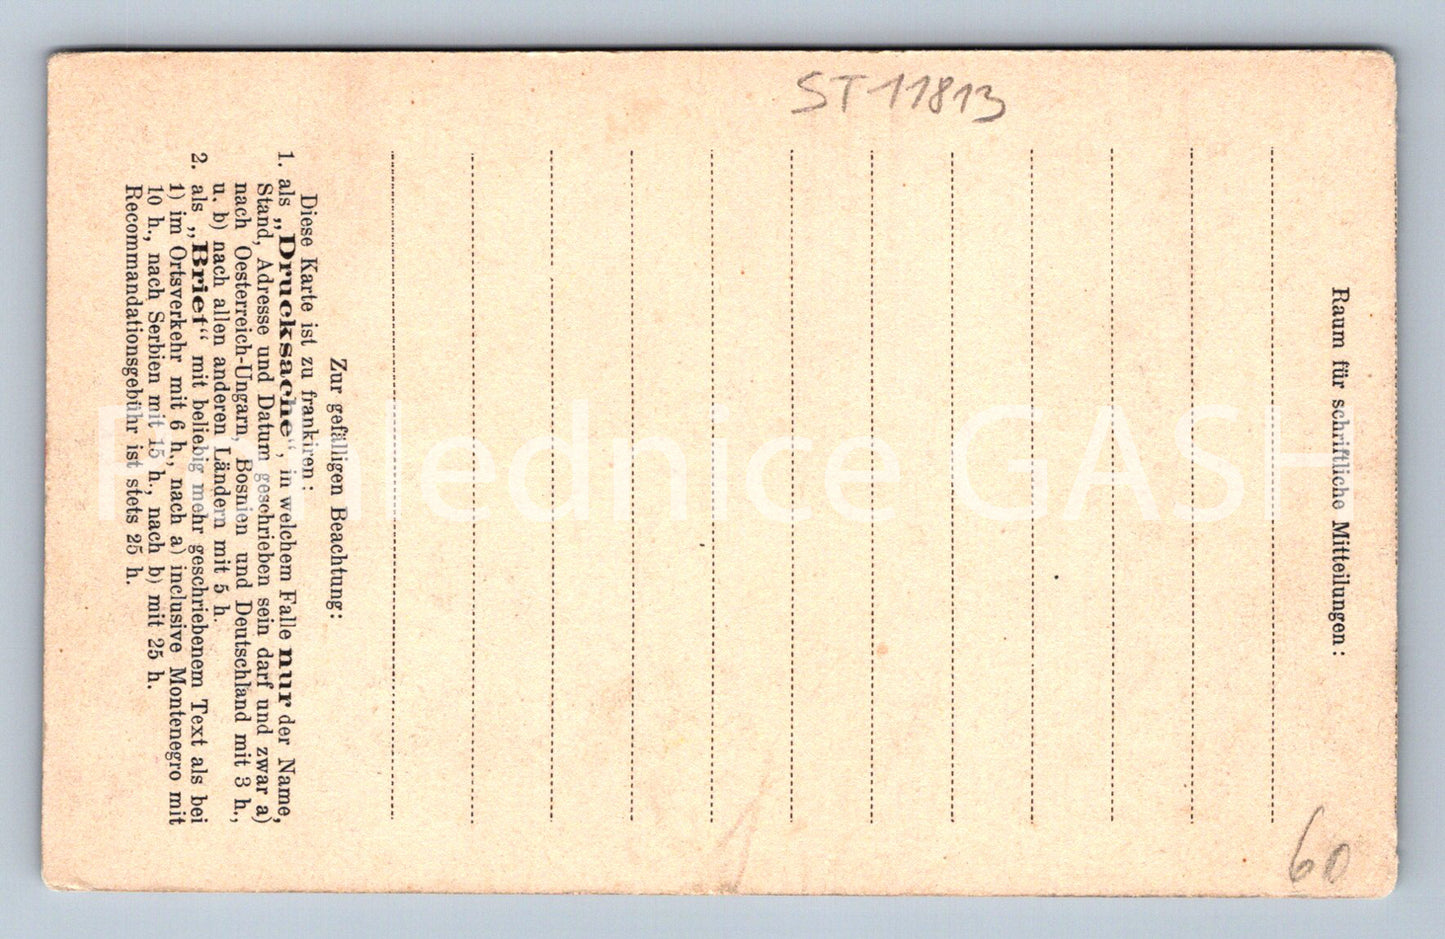 ST 11813
Raum für schriftliche Mitteilungen:
Zur gefälligen Beachtung:
Diese Karte ist zu frankiren:
1. als „Drucksache“, in welchem Falle nur der Name,
Stand, Adresse und Datum geschrieben sein darf und zwar a)
nach Oesterreich-Ungarn, Bosnien und Deutschland mit 3 h.,
u. b) nach allen anderen Ländern mit 5 h.
2. als „Brief“ mit beliebig mehr geschriebenem Text als bei
1) im Ortsverkehr mit 6 h., nach a) inclusive Montenegro mit
10 h., nach Serbien mit 15 h., nach b) mit 25 h.
Recommandationsgebühr ist stets 25 h.
60
Pohlednice GASH